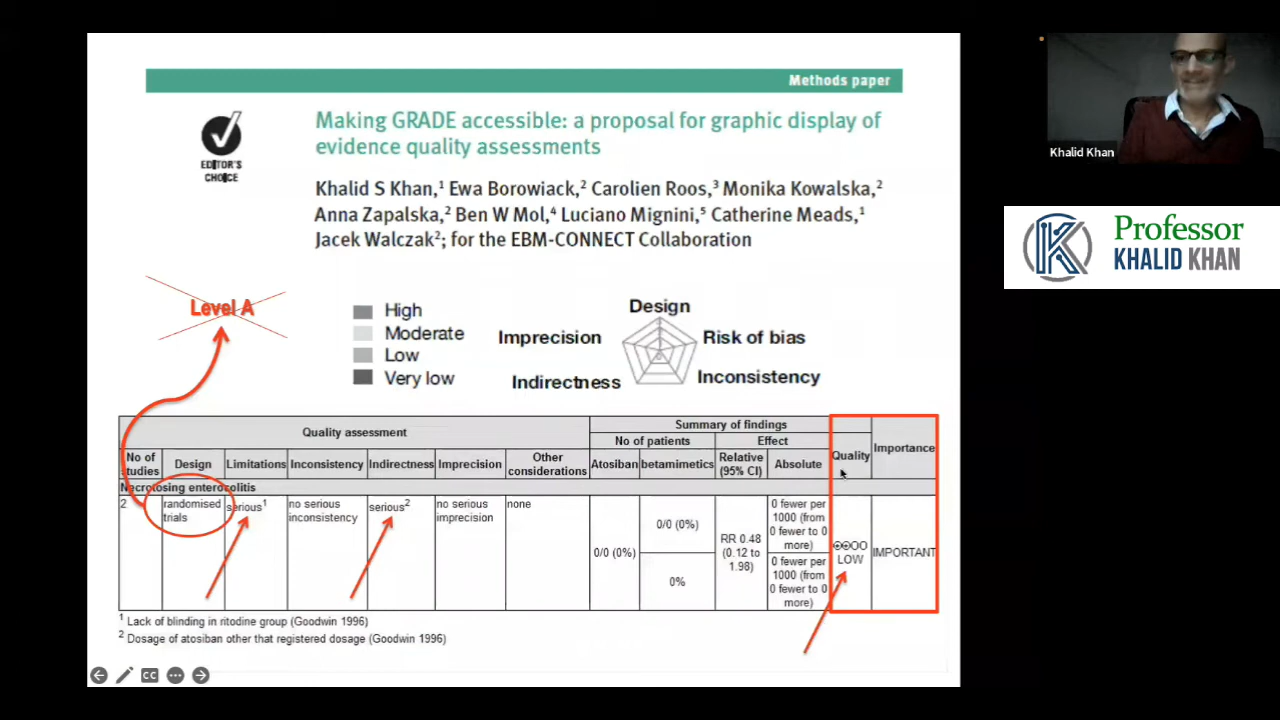 Methods paper
EDITOR'S
CHOICE
Making GRADE accessible: a proposal for graphic display of
evidence quality assessments
Khalid S Khan,¹ Ewa Borowiack,² Carolien Roos,³ Monika Kowalska,²
Anna Zapalska,² Ben W Mol,⁴ Luciano Mignini,⁵ Catherine Meads,¹
Jacek Walczak²; for the EBM-CONNECT Collaboration
Level A
High
Moderate
Low
Very low
Design
Imprecision
Risk of bias
Indirectness
Inconsistency
Quality assessment
Summary of findings
Quality
Importance
No of patients
Effect
No of studies
Design
Limitations
Inconsistency
Indirectness
Imprecision
Other considerations
Atosiban
betamimetics
Relative (95% CI)
Absolute
Necrotosing enterocolitis
2
randomised trials
serious¹
no serious inconsistency
serious²
no serious imprecision
none
0/0 (0%)
0/0 (0%)
0%
RR 0.48 (0.12 to 1.98)
0 fewer per 1000 (from 0 fewer to 0 more)
0 fewer per 1000 (from 0 fewer to 0 more)
LOW
IMPORTANT
¹ Lack of blinding in ritodine group (Goodwin 1996)
² Dosage of atosiban other that registered dosage (Goodwin 1996)
CC
Khalid Khan
K
Professor
KHALID KHAN